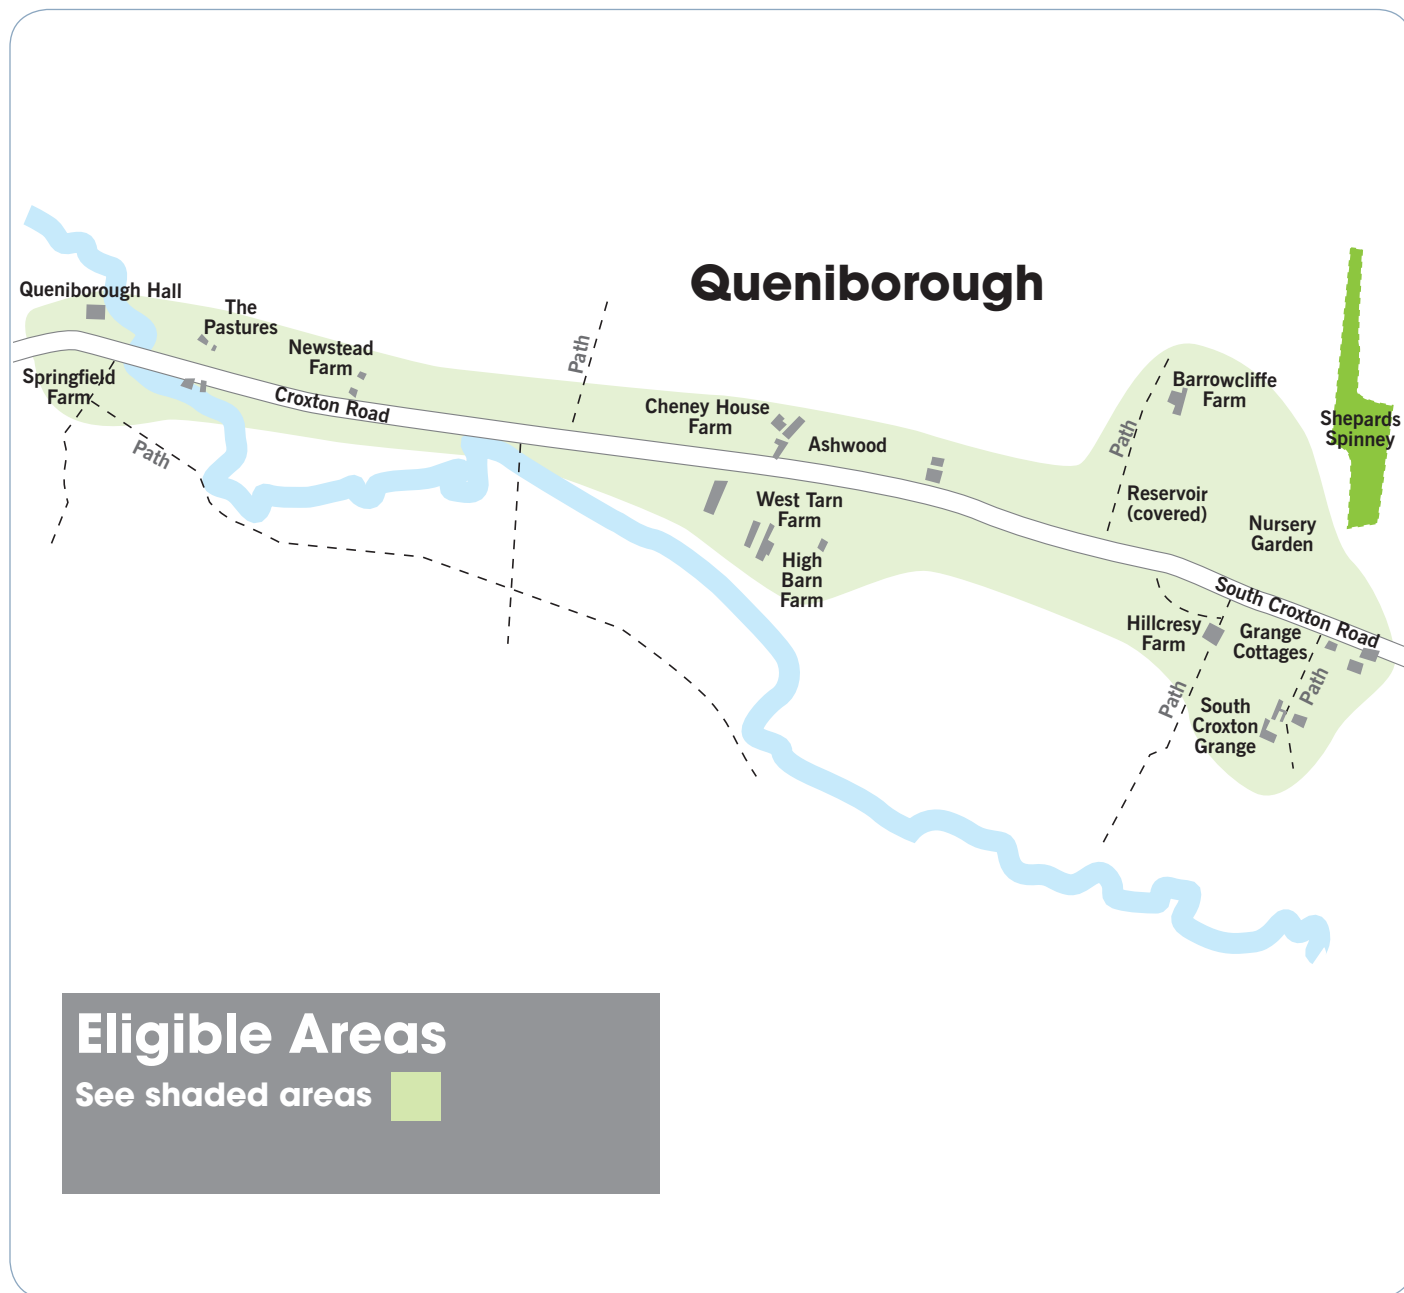 Queniborough
Queniborough Hall
The
Pastures
Newstead
Farm
Springfield
Farm
Croxton Road
Path
Path
Cheney House
Farm
Ashwood
West Tarn
Farm
High
Barn
Farm
Barrowcliffe
Farm
Path
Shepards
Spinney
Reservoir
(covered)
Nursery
Garden
South Croxton Road
Hillcresy
Farm
Grange
Cottages
Path
Path
South
Croxton
Grange
Eligible Areas
See shaded areas